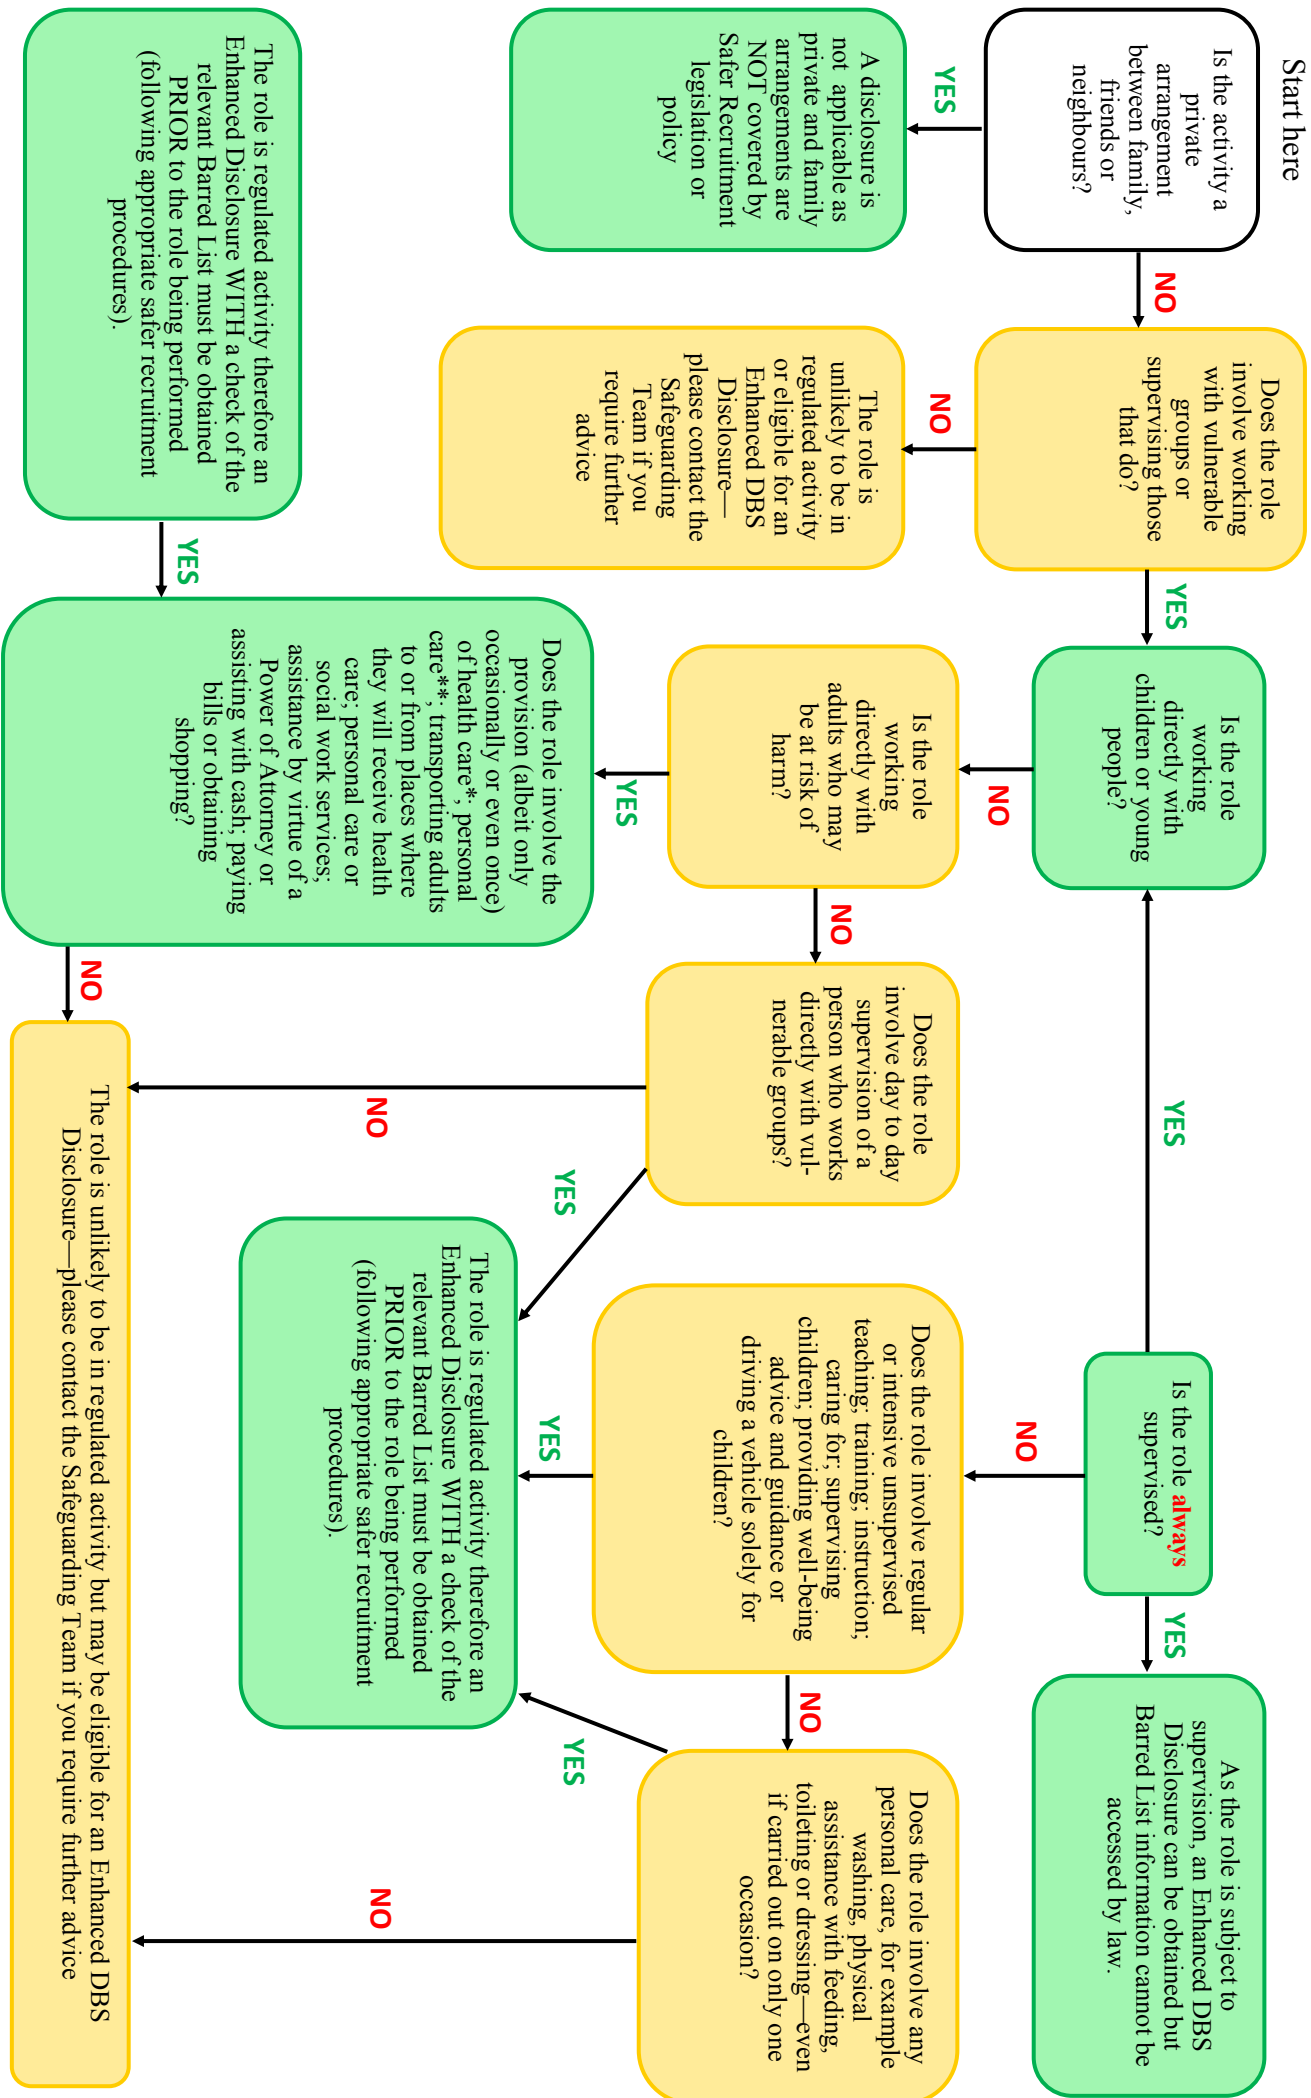 Start here
Is the activity a
private
arrangement
between family,
friends or
neighbours?
NO
Does the role
involve working
with vulnerable
groups or
supervising those
that do?
YES
Is the role
working
directly with
children or young
people?
YES
Is the role always
supervised?
YES
As the role is subject to
supervision, an Enhanced DBS
Disclosure can be obtained but
Barred List information cannot be
accessed by law.
YES
A disclosure is
not applicable as
private and family
arrangements are
NOT covered by
Safer Recruitment
legislation or
policy
NO
The role is
unlikely to be in
regulated activity
or eligible for an
Enhanced DBS
Disclosure—
please contact the
Safeguarding
Team if you
require further
advice
NO
Is the role
working
directly with
adults who may
be at risk of
harm?
NO
Does the role
involve day to day
supervision of a
person who works
directly with vul-
nerable groups?
NO
Does the role involve regular
or intensive unsupervised
teaching; training; instruction;
caring for; supervising
children; providing well-being
advice and guidance or
driving a vehicle solely for
children?
NO
Does the role involve any
personal care, for example
washing, physical
assistance with feeding,
toileting or dressing—even
if carried out on only one
occasion?
YES
YES
YES
YES
The role is regulated activity therefore an
Enhanced Disclosure WITH a check of the
relevant Barred List must be obtained
PRIOR to the role being performed
(following appropriate safer recruitment
procedures).
YES
Does the role involve the
provision (albeit only
occasionally or even once)
of health care*; personal
care**; transporting adults
to or from places where
they will receive health
care; personal care or
social work services;
assistance by virtue of a
Power of Attorney or
assisting with cash; paying
bills or obtaining
shopping?
NO
NO
NO
The role is regulated activity therefore an
Enhanced Disclosure WITH a check of the
relevant Barred List must be obtained
PRIOR to the role being performed
(following appropriate safer recruitment
procedures).
The role is unlikely to be in regulated activity but may be eligible for an Enhanced DBS
Disclosure—please contact the Safeguarding Team if you require further advice